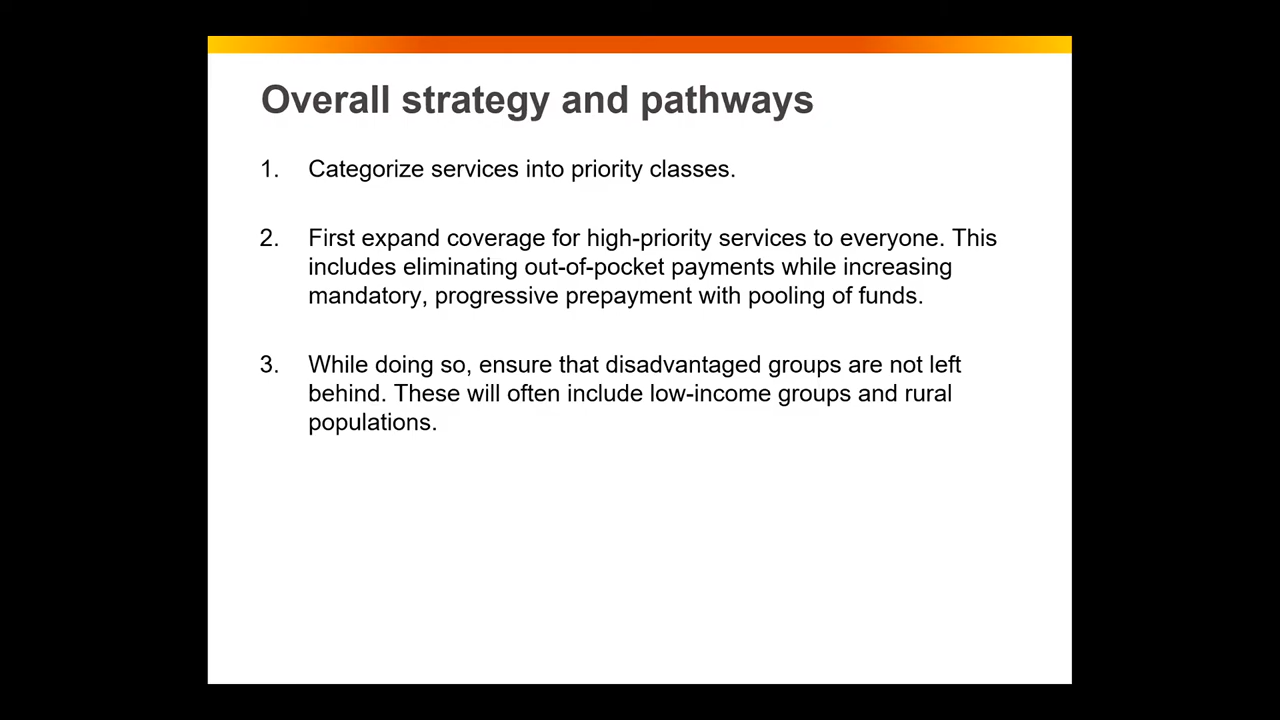 Overall strategy and pathways
1. Categorize services into priority classes.
2. First expand coverage for high-priority services to everyone. This
includes eliminating out-of-pocket payments while increasing
mandatory, progressive prepayment with pooling of funds.
3. While doing so, ensure that disadvantaged groups are not left
behind. These will often include low-income groups and rural
populations.